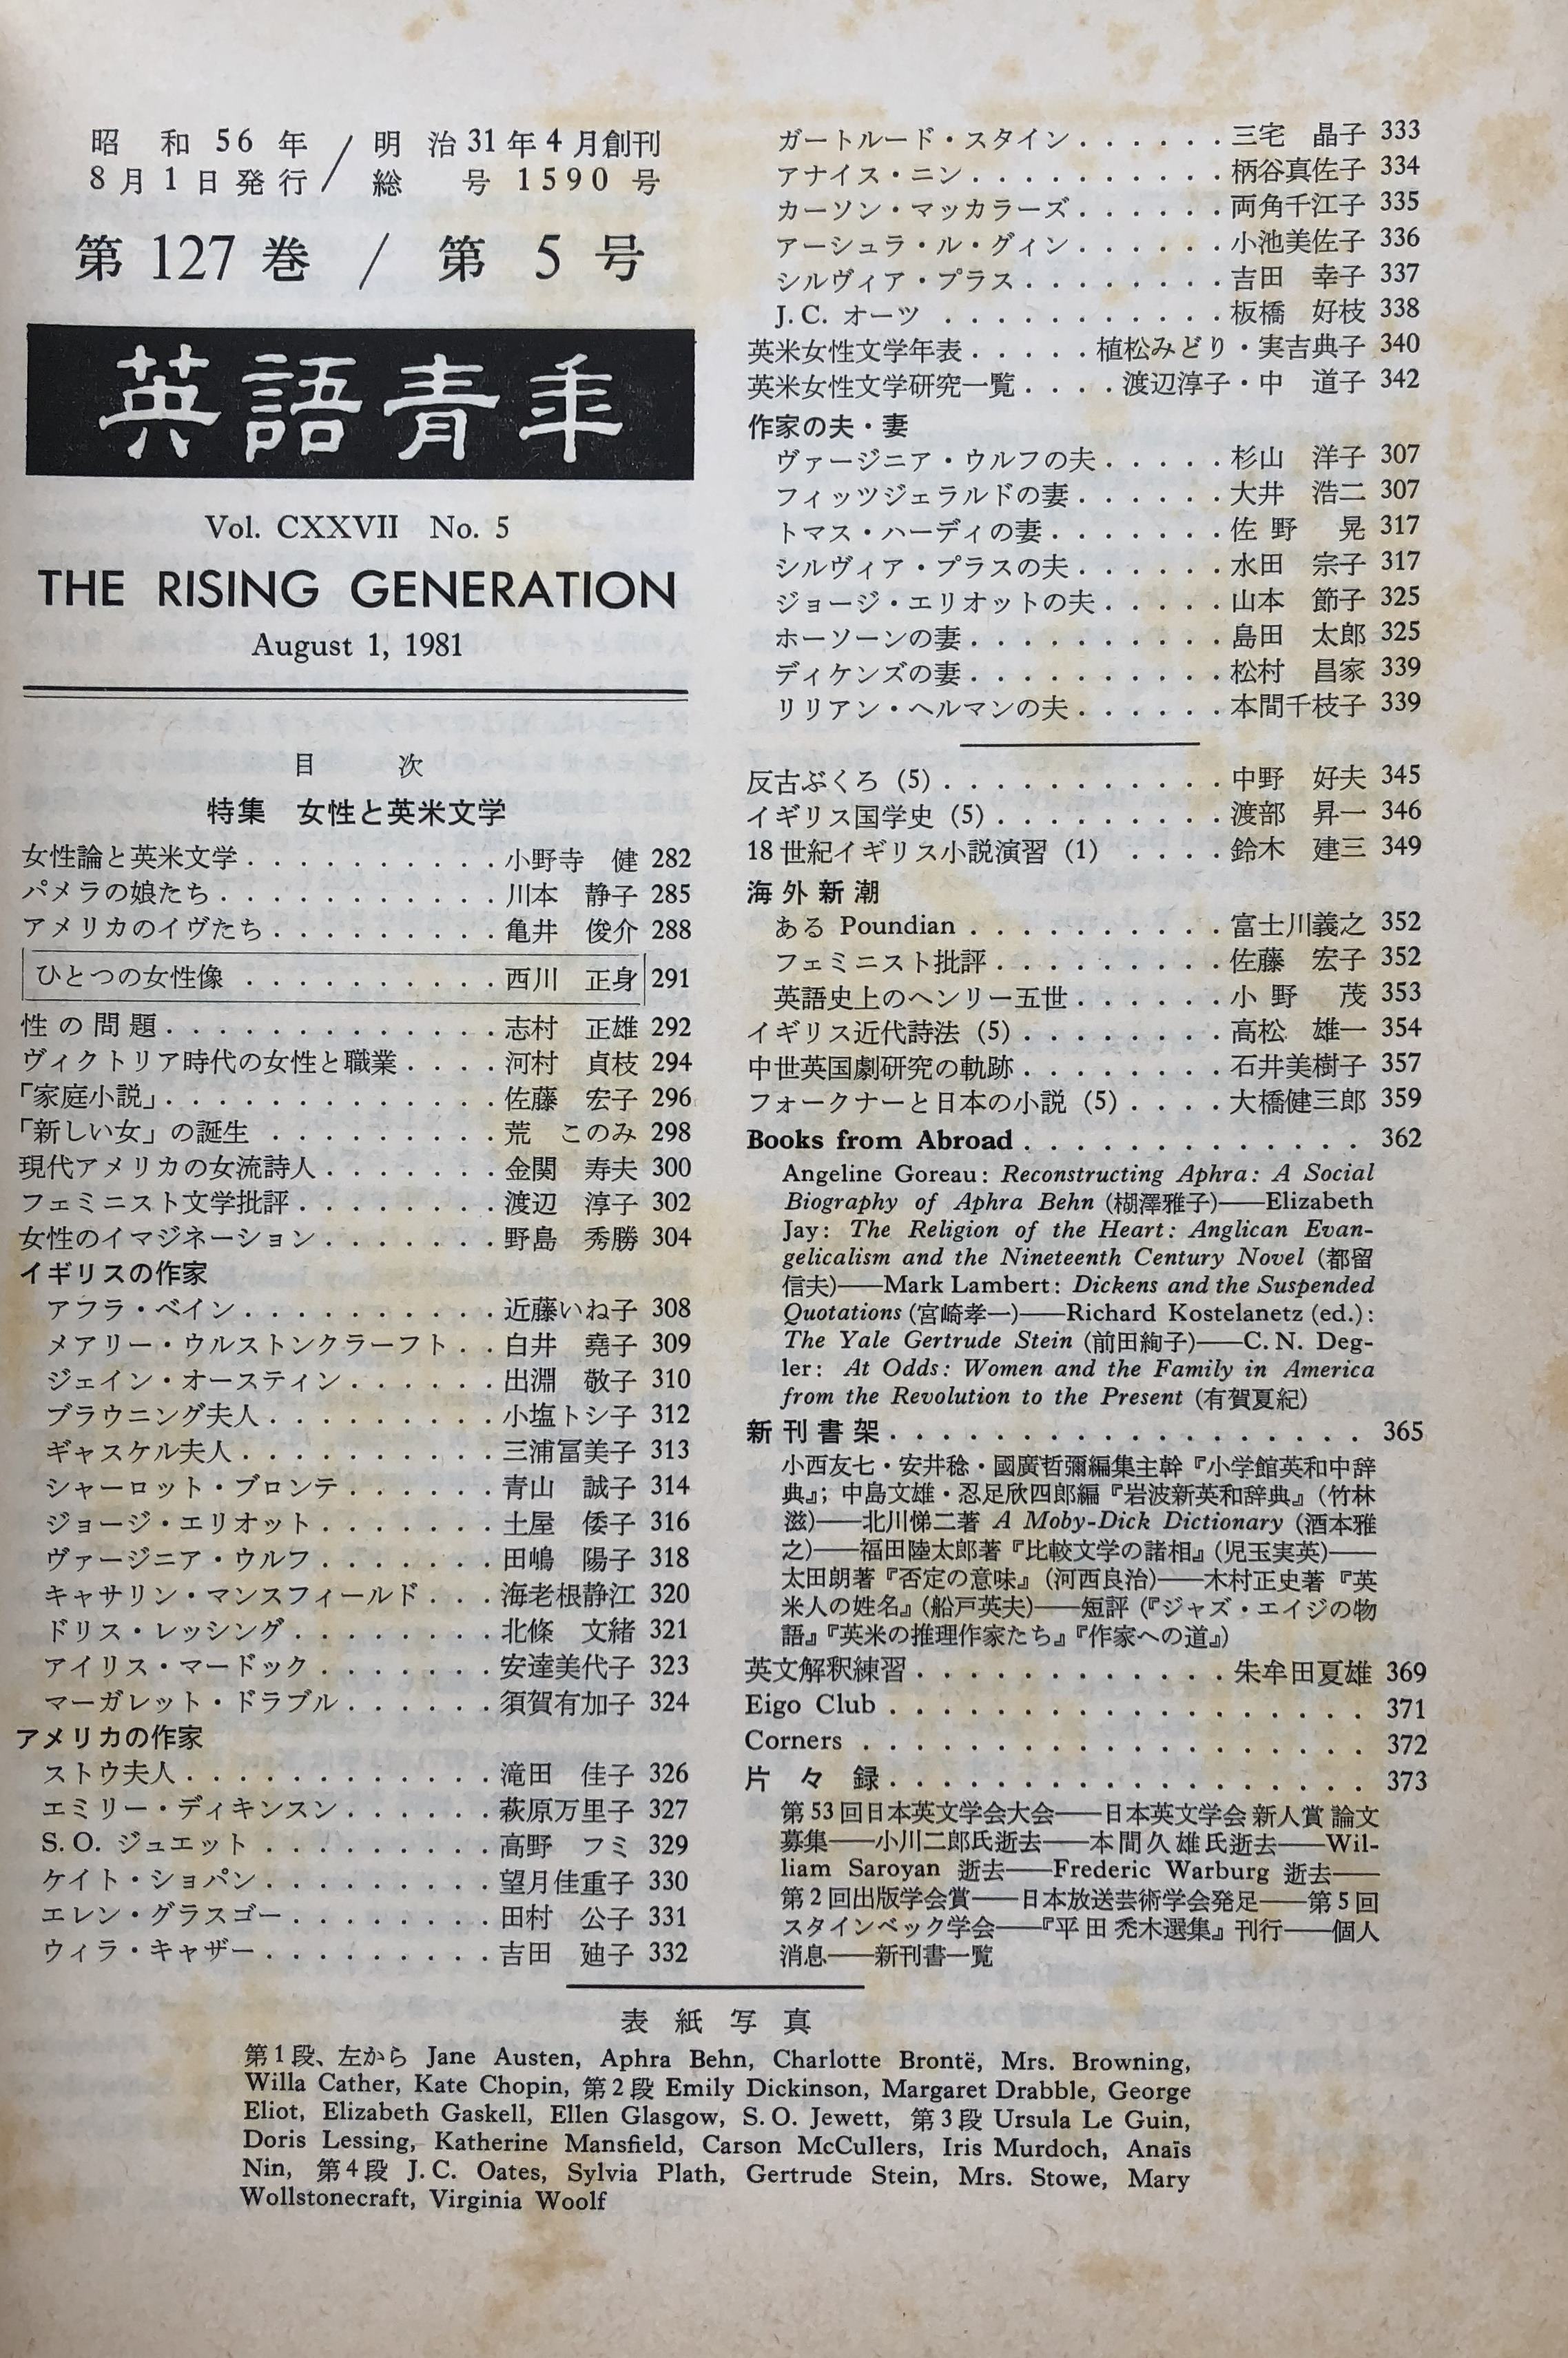 昭和56年/明治31年4月創刊
8月1日発行/総号1590号
第127巻/第5号
英語青年
Vol. CXXVII No. 5
THE RISING GENERATION
August 1, 1981
目次
特集 女性と英米文学
女性論と英米文学..........小野寺 健 282
パメラの娘たち...........川本 静子 285
アメリカのイヴたち.........亀井 俊介 288
ひとつの女性像..........西川 正身 291
性の問題.............志村 正雄 292
ヴィクトリア時代の女性と職業....河村 貞枝 294
「家庭小説」.............佐藤 宏子 296
「新しい女」の誕生.........荒 このみ 298
現代アメリカの女流詩人.......金関 寿夫 300
フェミニスト文学批評........渡辺 淳子 302
女性のイマジネーション.......野島 秀勝 304
イギリスの作家
アフラ・ベイン..........近藤いね子 308
メアリー・ウルストンクラーフト..白井 堯子 309
ジェイン・オースティン......出淵 敬子 310
ブラウニング夫人.........小塩トシ子 312
ギャスケル夫人..........三浦冨美子 313
シャーロット・ブロンテ......青山 誠子 314
ジョージ・エリオット.......土屋 倭子 316
ヴァージニア・ウルフ.......田嶋 陽子 318
キャサリン・マンスフィールド...海老根静江 320
ドリス・レッシング........北條 文緒 321
アイリス・マードック.......安達美代子 323
マーガレット・ドラブル......須賀有加子 324
アメリカの作家
ストウ夫人............滝田 佳子 326
エミリー・ディキンスン......萩原万里子 327
S.O. ジュエット.........高野 フミ 329
ケイト・ショパン.........望月佳重子 330
エレン・グラスゴー........田村 公子 331
ウィラ・キャザー.........吉田 廸子 332
ガートルード・スタイン......三宅 晶子 333
アナイス・ニン..........柄谷真佐子 334
カーソン・マッカラーズ......両角千江子 335
アーシュラ・ル・グィン......小池美佐子 336
シルヴィア・プラス........吉田 幸子 337
J.C. オーツ...........板橋 好枝 338
英米女性文学年表.....植松みどり・実吉典子 340
英米女性文学研究一覧....渡辺淳子・中 道子 342
作家の夫・妻
ヴァージニア・ウルフの夫.....杉山 洋子 307
フィッツジェラルドの妻......大井 浩二 307
トマス・ハーディの妻.......佐野 晃 317
シルヴィア・プラスの夫......水田 宗子 317
ジョージ・エリオットの夫.....山本 節子 325
ホーソーンの妻..........島田 太郎 325
ディケンズの妻..........松村 昌家 339
リリアン・ヘルマンの夫......本間千枝子 339
反古ぶくろ (5)...........中野 好夫 345
イギリス国学史 (5).........渡部 昇一 346
18世紀イギリス小説演習 (1)....鈴木 建三 349
海外新潮
ある Poundian..........富士川義之 352
フェミニスト批評.........佐藤 宏子 352
英語史上のヘンリー五世......小野 茂 353
イギリス近代詩法 (5)........高松 雄一 354
中世英国劇研究の軌跡........石井美樹子 357
フォークナーと日本の小説 (5)....大橋健三郎 359
Books from Abroad............. 362
Angeline Goreau: Reconstructing Aphra: A Social
Biography of Aphra Behn (楜澤雅子)——Elizabeth
Jay: The Religion of the Heart: Anglican Evan-
gelicalism and the Nineteenth Century Novel (都留
信夫)——Mark Lambert: Dickens and the Suspended
Quotations (宮崎孝一)——Richard Kostelanetz (ed.):
The Yale Gertrude Stein (前田絢子)——C. N. Deg-
ler: At Odds: Women and the Family in America
from the Revolution to the Present (有賀夏紀)
新刊書架.................. 365
小西友七・安井稔・國廣哲彌編集主幹『小学館英和中辞
典』; 中島文雄・忍足欣四郎編『岩波新英和辞典』(竹林
滋)——北川悌二著 A Moby-Dick Dictionary (酒本雅
之)——福田陸太郎著『比較文学の諸相』(児玉実英)——
太田朗著『否定の意味』(河西良治)——木村正史著『英
米人の姓名』(船戸英夫)——短評 (『ジャズ・エイジの物
語』『英米の推理作家たち』『作家への道』)
英文解釈練習............朱牟田夏雄 369
Eigo Club.................. 371
Corners................... 372
片々録.................. 373
第53回日本英文学会大会——日本英文学会新人賞論文
募集——小川二郎氏逝去——本間久雄氏逝去——Wil-
liam Saroyan 逝去——Frederic Warburg 逝去——
第2回出版学会賞——日本放送芸術学会発足——第5回
スタインベック学会——『平田禿木選集』刊行——個人
消息——新刊書一覧
表紙写真
第1段、左から Jane Austen, Aphra Behn, Charlotte Brontë, Mrs. Browning,
Willa Cather, Kate Chopin, 第2段 Emily Dickinson, Margaret Drabble, George
Eliot, Elizabeth Gaskell, Ellen Glasgow, S. O. Jewett, 第3段 Ursula Le Guin,
Doris Lessing, Katherine Mansfield, Carson McCullers, Iris Murdoch, Anaïs
Nin, 第4段 J. C. Oates, Sylvia Plath, Gertrude Stein, Mrs. Stowe, Mary
Wollstonecraft, Virginia Woolf